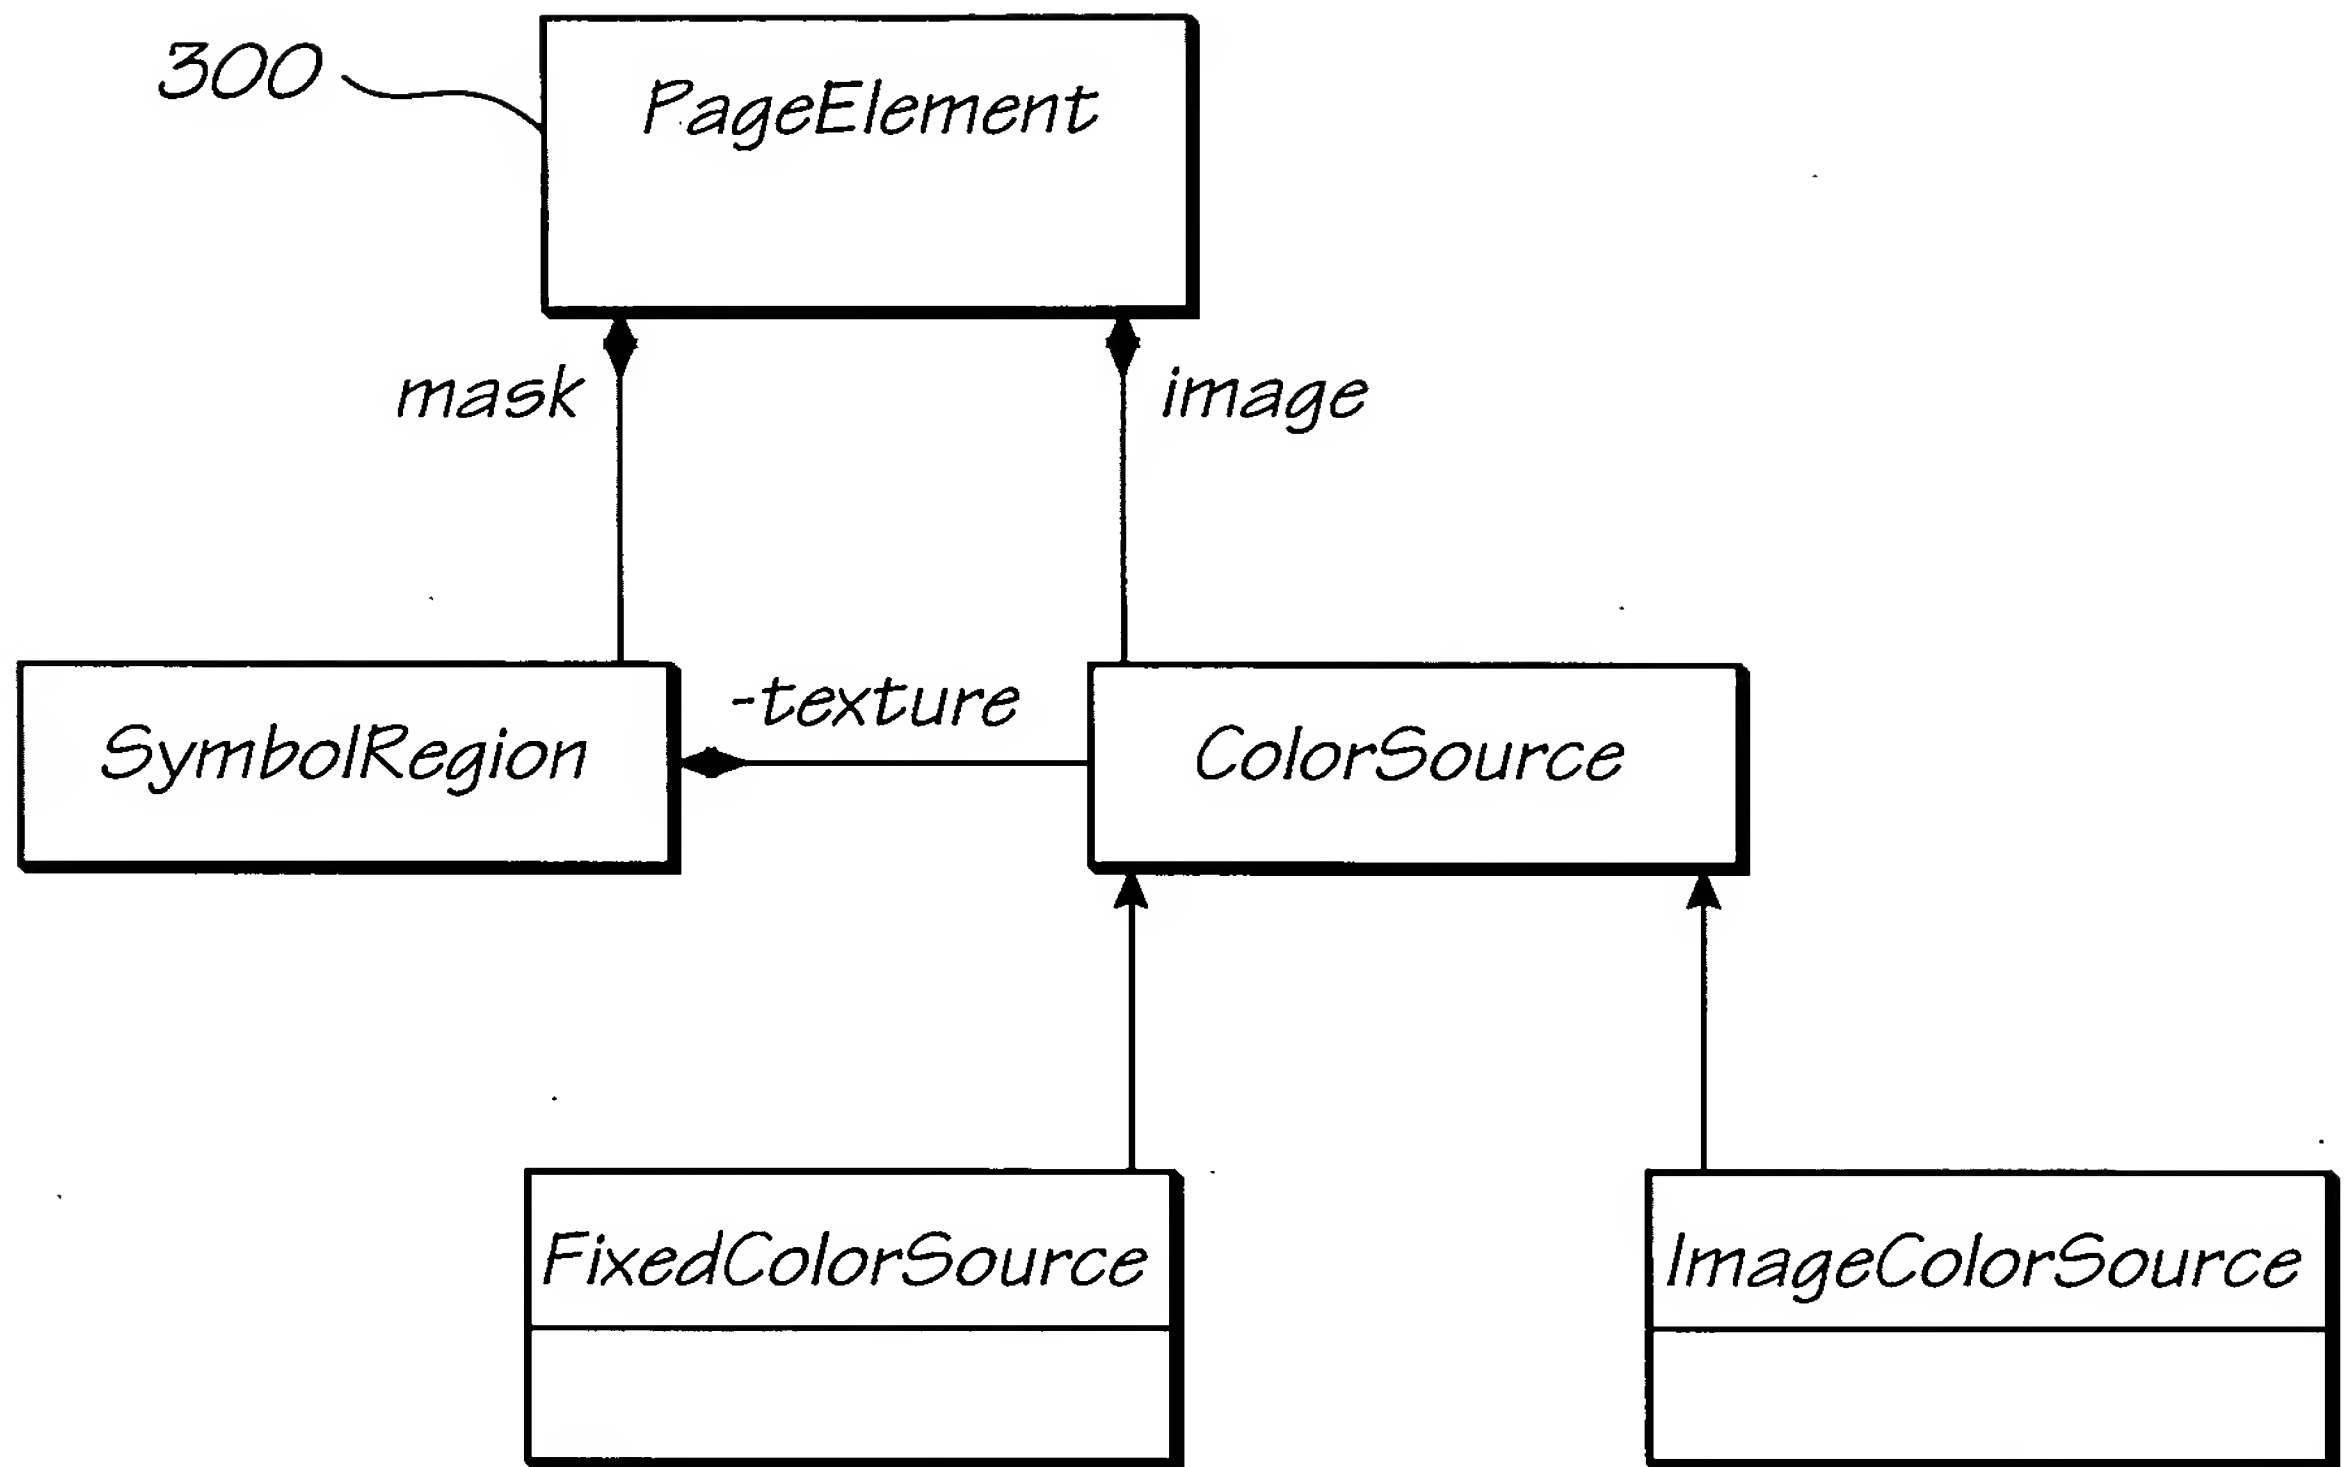 300
PageElement
mask
image
-texture
SymbolRegion
ColorSource
FixedColorSource
ImageColorSource